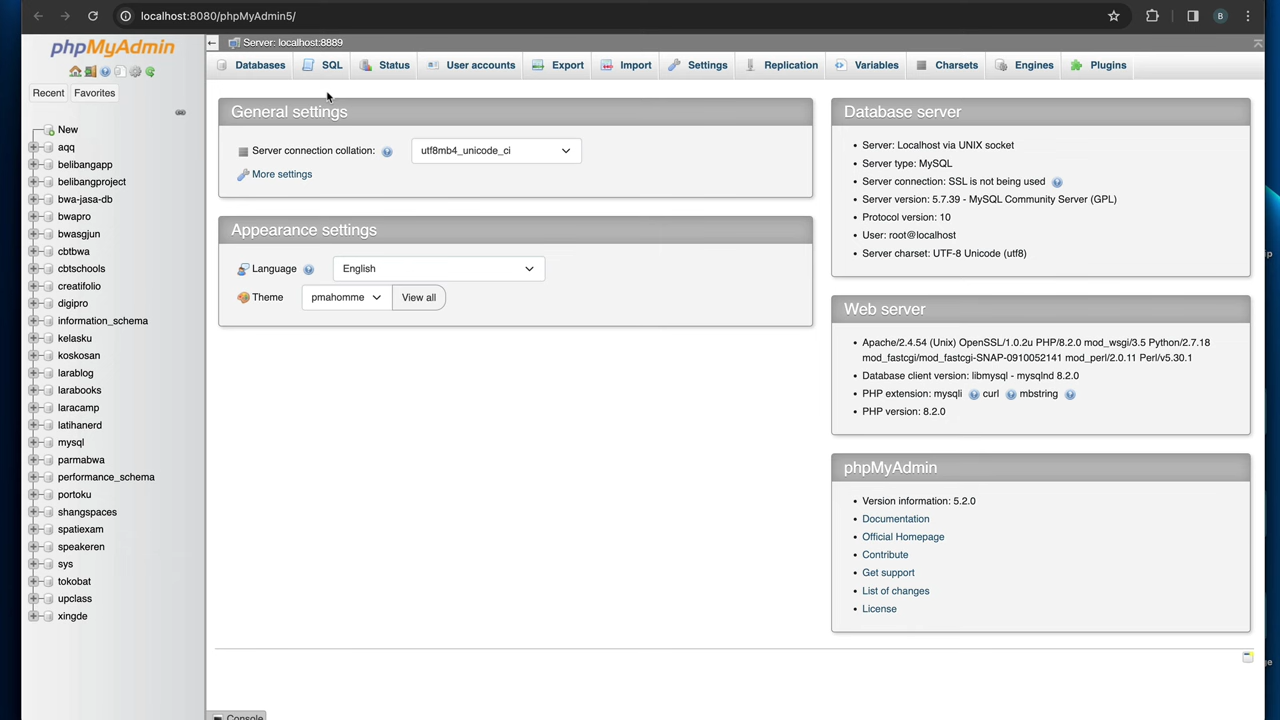 localhost:8080/phpMyAdmin5/
B
phpMyAdmin
Recent Favorites
New
aqq
belibangapp
belibangproject
bwa-jasa-db
bwapro
bwasgjun
cbtbwa
cbtschools
creatifolio
digipro
information_schema
kelasku
koskosan
larablog
larabooks
laracamp
latihanerd
mysql
parmabwa
performance_schema
portoku
shangspaces
spatiexam
speakeren
sys
tokobat
upclass
xingde
Server: localhost:8889
Databases SQL Status User accounts Export Import Settings Replication Variables Charsets Engines Plugins
General settings
Server connection collation: utf8mb4_unicode_ci
More settings
Appearance settings
Language English
Theme pmahomme View all
Database server
• Server: Localhost via UNIX socket
• Server type: MySQL
• Server connection: SSL is not being used
• Server version: 5.7.39 - MySQL Community Server (GPL)
• Protocol version: 10
• User: root@localhost
• Server charset: UTF-8 Unicode (utf8)
Web server
• Apache/2.4.54 (Unix) OpenSSL/1.0.2u PHP/8.2.0 mod_wsgi/3.5 Python/2.7.18
mod_fastcgi/mod_fastcgi-SNAP-0910052141 mod_perl/2.0.11 Perl/v5.30.1
• Database client version: libmysql - mysqlnd 8.2.0
• PHP extension: mysqli curl mbstring
• PHP version: 8.2.0
phpMyAdmin
• Version information: 5.2.0
• Documentation
• Official Homepage
• Contribute
• Get support
• List of changes
• License
Console